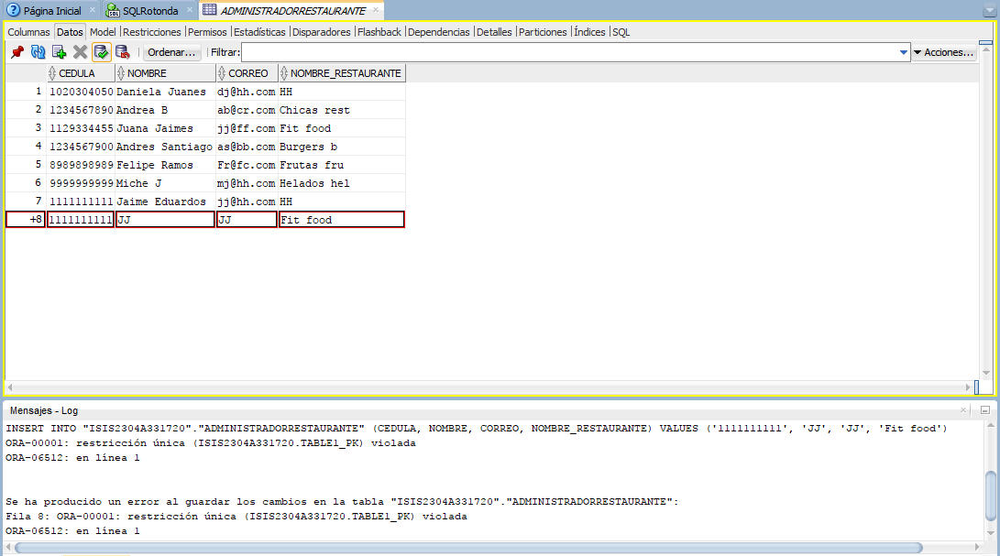 Página Inicial SQLRotonda ADMINISTRADORRESTAURANTE
Columnas Datos Model Restricciones Permisos Estadísticas Disparadores Flashback Dependencias Detalles Particiones Índices SQL
Ordenar... Filtrar: Acciones...
CEDULA NOMBRE CORREO NOMBRE_RESTAURANTE
1 1020304050 Daniela Juanes dj@hh.com HH
2 1234567890 Andrea B ab@cr.com Chicas rest
3 1129334455 Juana Jaimes jj@ff.com Fit food
4 1234567900 Andres Santiago as@bb.com Burgers b
5 8989898989 Felipe Ramos Fr@fc.com Frutas fru
6 9999999999 Miche J mj@hh.com Helados hel
7 1111111111 Jaime Eduardos jj@hh.com HH
+8 1111111111 JJ JJ Fit food
Mensajes - Log
INSERT INTO "ISIS2304A331720"."ADMINISTRADORRESTAURANTE" (CEDULA, NOMBRE, CORREO, NOMBRE_RESTAURANTE) VALUES ('1111111111', 'JJ', 'JJ', 'Fit food')
ORA-00001: restricción única (ISIS2304A331720.TABLE1_PK) violada
ORA-06512: en línea 1
Se ha producido un error al guardar los cambios en la tabla "ISIS2304A331720"."ADMINISTRADORRESTAURANTE":
Fila 8: ORA-00001: restricción única (ISIS2304A331720.TABLE1_PK) violada
ORA-06512: en línea 1